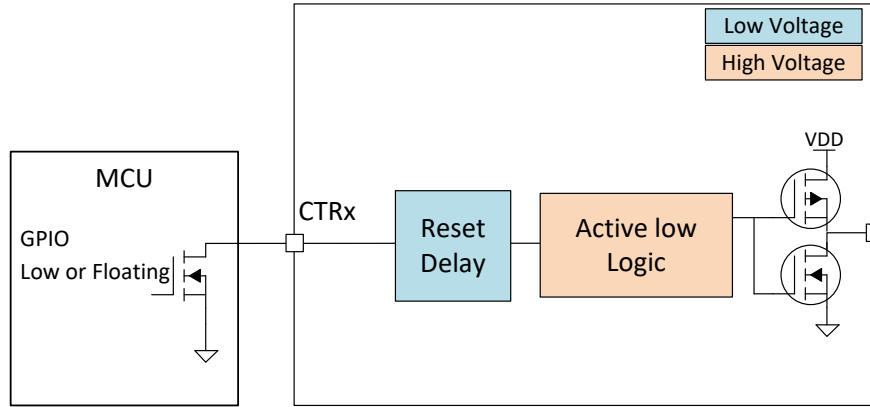 Low Voltage
High Voltage
VDD
MCU
CTRx
GPIO
Low or Floating
Reset
Delay
Active low
Logic